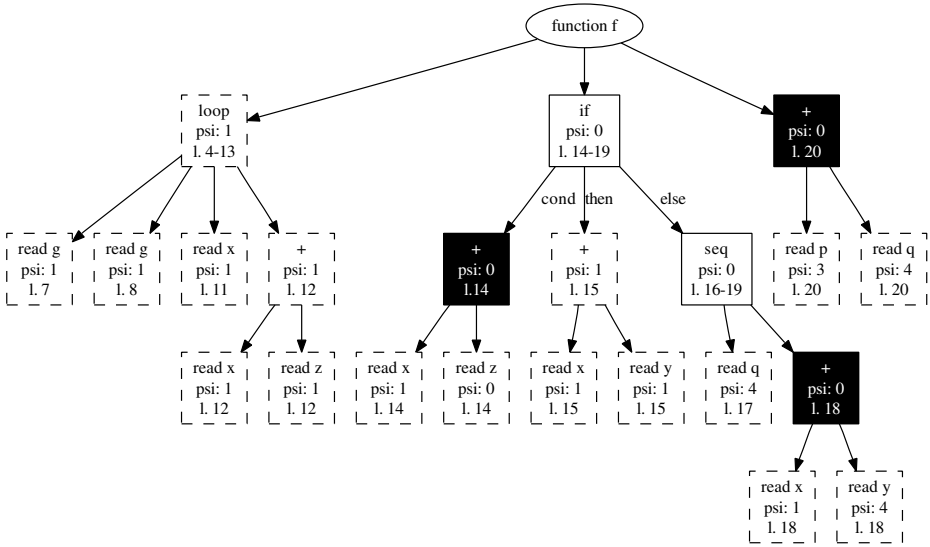 function f
loop
psi: 1
l. 4-13
if
psi: 0
l. 14-19
+
psi: 0
l. 20
cond
then
else
read g
psi: 1
l. 7
read g
psi: 1
l. 8
read x
psi: 1
l. 11
+
psi: 1
l. 12
+
psi: 0
l.14
+
psi: 1
l. 15
seq
psi: 0
l. 16-19
read p
psi: 3
l. 20
read q
psi: 4
l. 20
read x
psi: 1
l. 12
read z
psi: 1
l. 12
read x
psi: 1
l. 14
read z
psi: 0
l. 14
read x
psi: 1
l. 15
read y
psi: 1
l. 15
read q
psi: 4
l. 17
+
psi: 0
l. 18
read x
psi: 1
l. 18
read y
psi: 4
l. 18